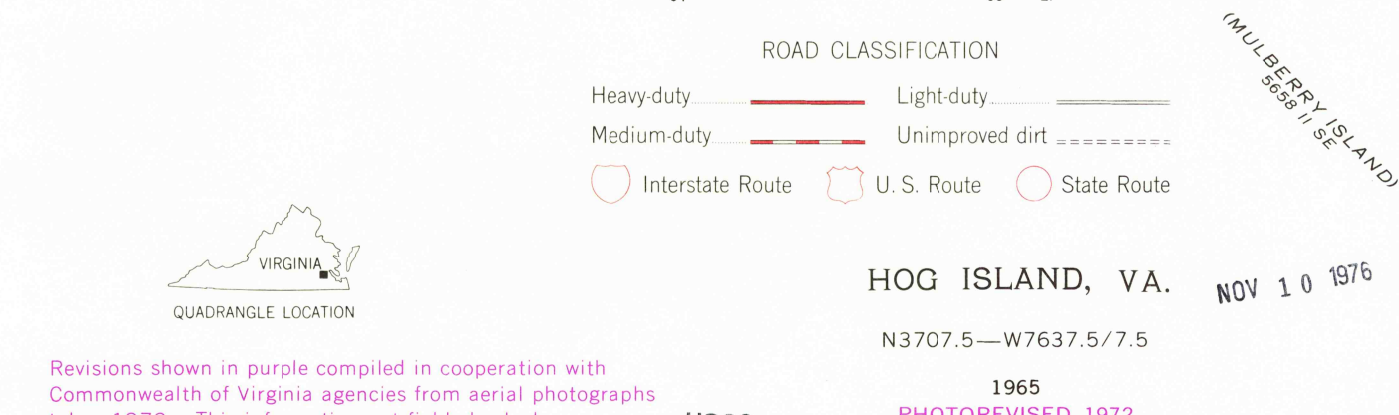 ROAD CLASSIFICATION
Heavy-duty Light-duty
Medium-duty Unimproved dirt
Interstate Route U. S. Route State Route
(MULBERRY ISLAND)
5658 II SE
VIRGINIA
QUADRANGLE LOCATION
HOG ISLAND, VA.
NOV 10 1976
N3707.5—W7637.5/7.5
Revisions shown in purple compiled in cooperation with
Commonwealth of Virginia agencies from aerial photographs
1965
PHOTOREVISED 1972